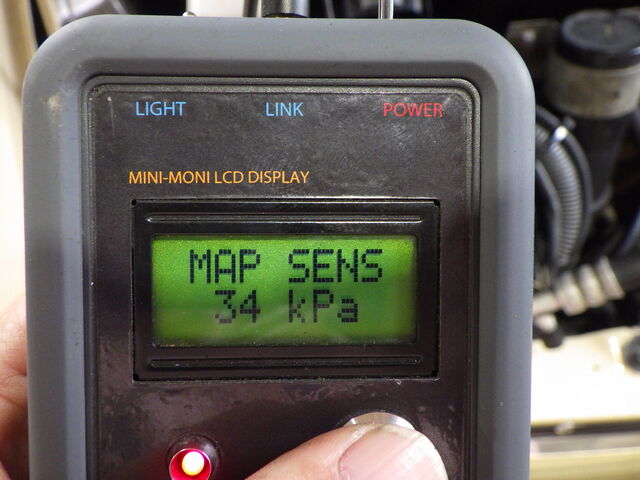 LIGHT LINK POWER
MINI-MONI LCD DISPLAY
MAP SENS
34 kPa